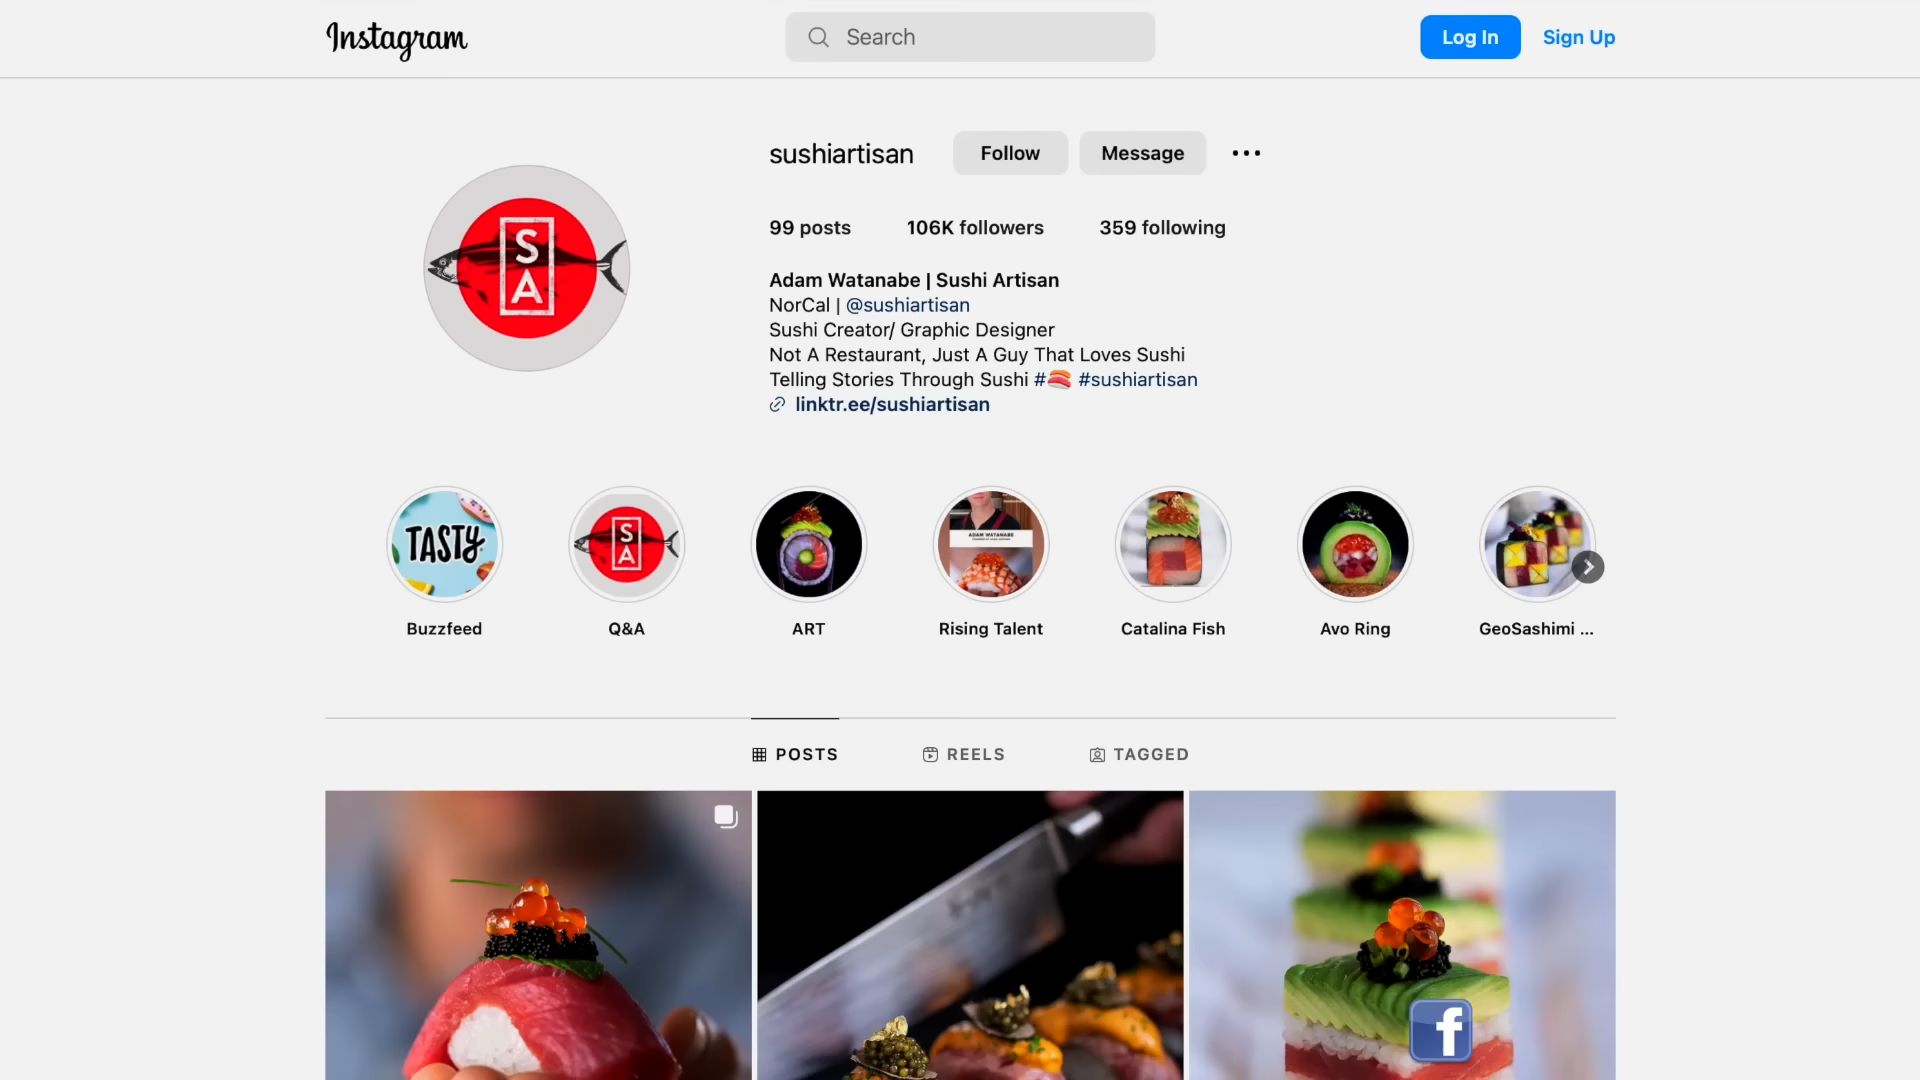 Instagram
Search
Log In
Sign Up
sushiartisan
Follow
Message
99 posts
106K followers
359 following
S
A
Adam Watanabe | Sushi Artisan
NorCal | @sushiartisan
Sushi Creator/ Graphic Designer
Not A Restaurant, Just A Guy That Loves Sushi
Telling Stories Through Sushi #🍣 #sushiartisan
linktr.ee/sushiartisan
TASTY
S
A
ADAM WATANABE
Buzzfeed
Q&A
ART
Rising Talent
Catalina Fish
Avo Ring
GeoSashimi ...
POSTS
REELS
TAGGED
f